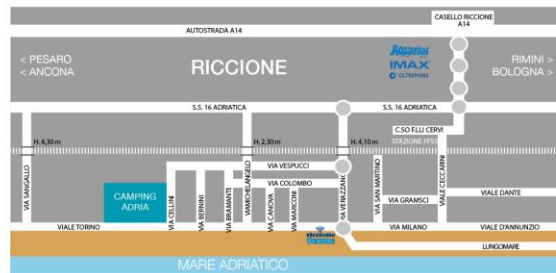 CASELLO RICCIONE
A14
AUTOSTRADA A14
< PESARO
< ANCONA
RICCIONE
AQUAFAN
IMAX
OLTREMARE
RIMINI >
BOLOGNA >
S.S. 16 ADRIATICA
S.S. 16 ADRIATICA
C.SO F.LLI CERVI
H. 4,30 m
H. 2,30 m
H. 4,10 m
STAZIONE FFSS
VIA VESPUCCI
VIA COLOMBO
VIA SANGALLO
CAMPING
ADRIA
VIA CELLINI
VIA BERNINI
VIA BRAMANTE
VIA MICHELANGELO
VIA CANOVA
VIA MARCONI
VIA VERAZZANO
VIA SAN MARTINO
VIALE CECCARINI
VIA GRAMSCI
VIALE DANTE
VIALE TORINO
VIA MILANO
VIALE D'ANNUNZIO
LUNGOMARE
MARE ADRIATICO